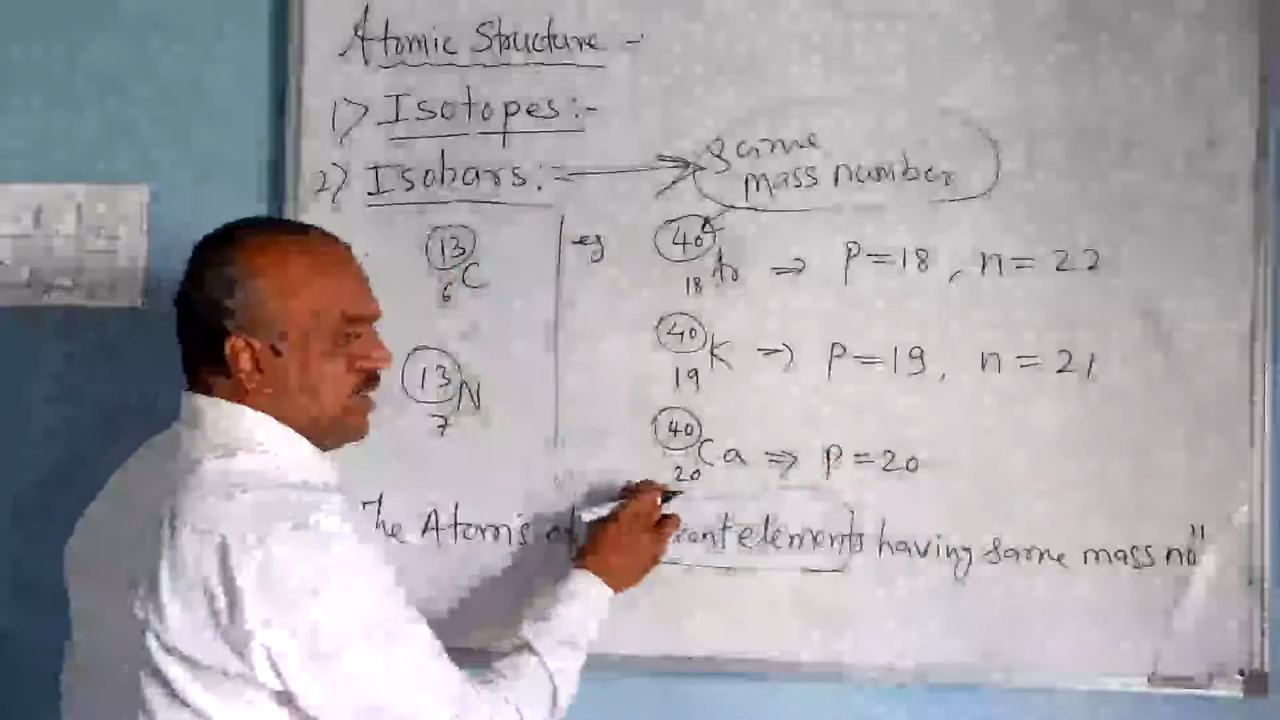 Atomic Structure :-
1) Isotopes :-
2) Isobars :- → same
mass number
13
6 C
13
7 N
eg 40
18 Ar ⇒ P=18, n=22
40
19 K → P=19, n=21
40
20 Ca ⇒ P=20
The Atoms of elements having same mass no"